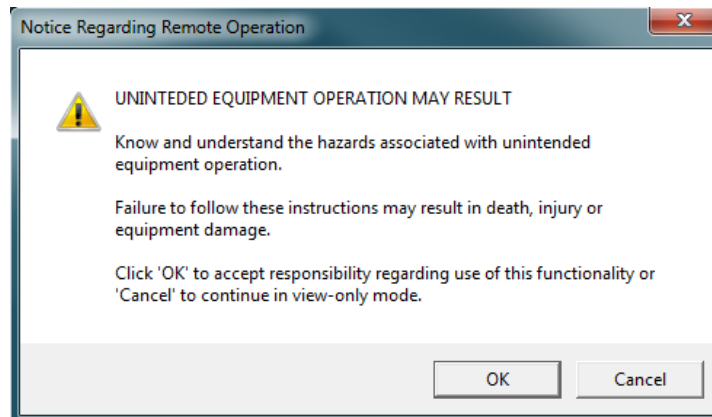 Notice Regarding Remote Operation
UNINTEDED EQUIPMENT OPERATION MAY RESULT
Know and understand the hazards associated with unintended
equipment operation.
Failure to follow these instructions may result in death, injury or
equipment damage.
Click 'OK' to accept responsibility regarding use of this functionality or
'Cancel' to continue in view-only mode.
OK
Cancel